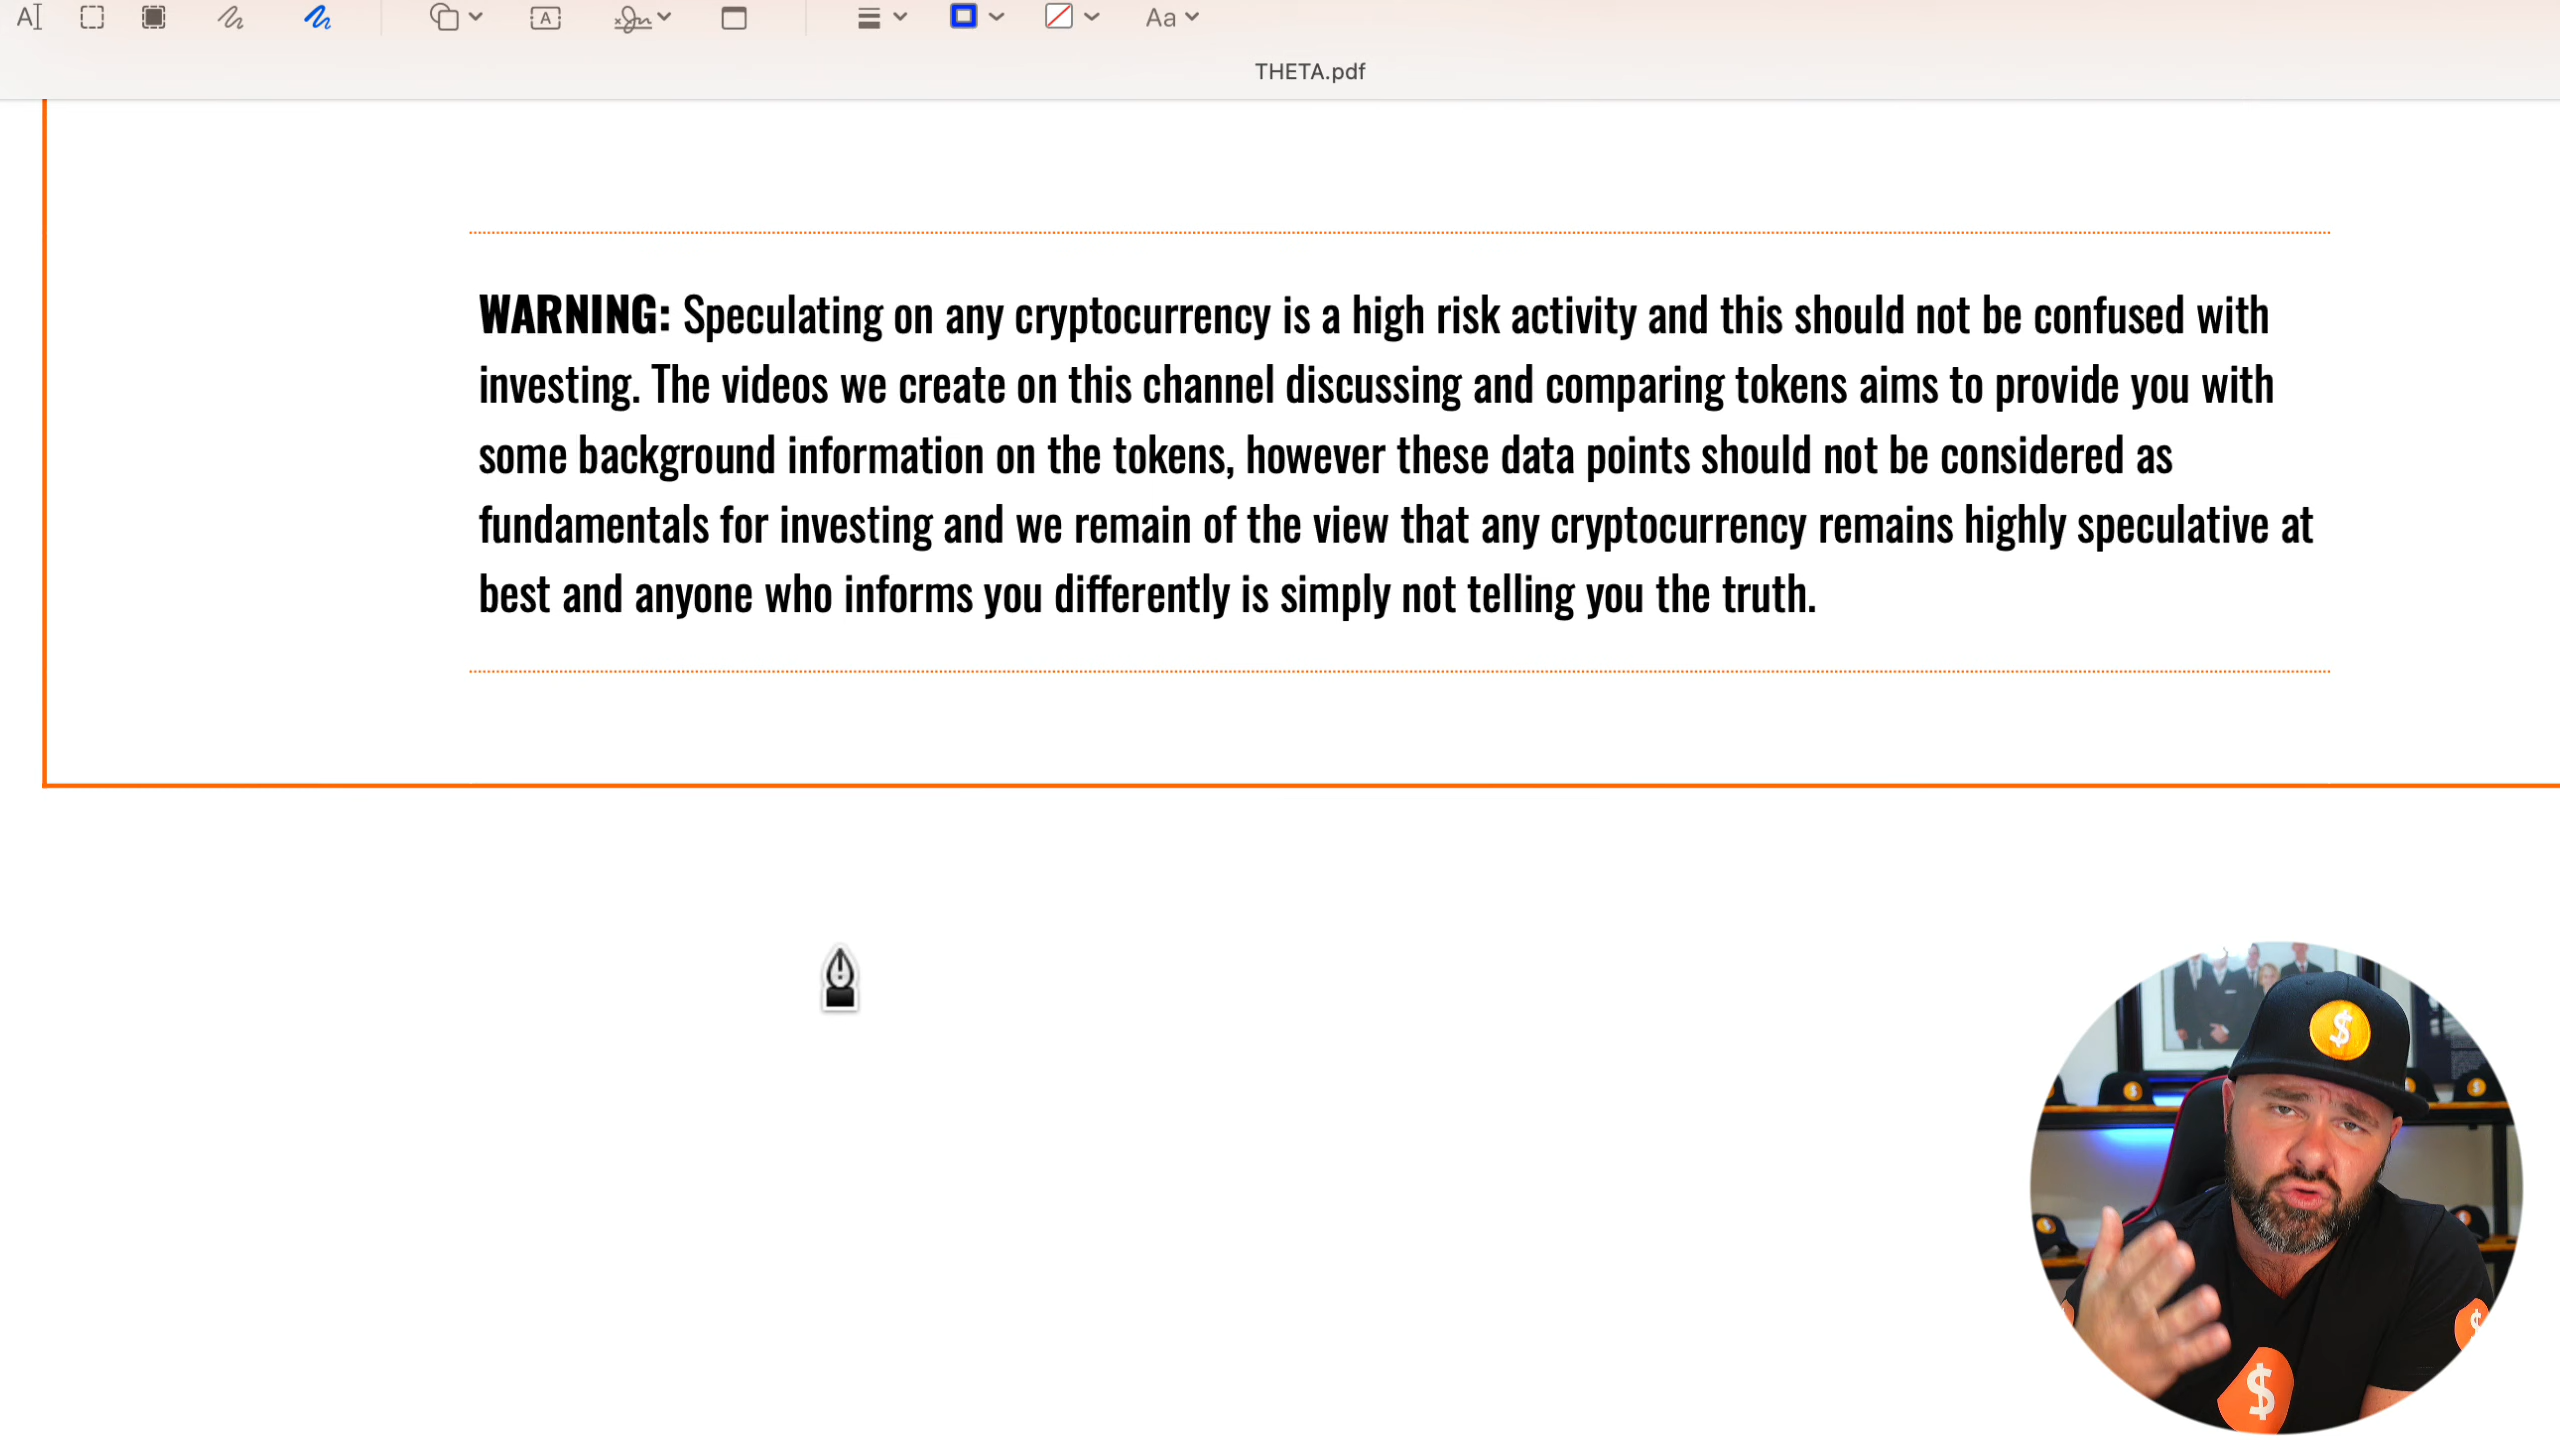 A
A
Aa
THETA.pdf
WARNING: Speculating on any cryptocurrency is a high risk activity and this should not be confused with
investing. The videos we create on this channel discussing and comparing tokens aims to provide you with
some background information on the tokens, however these data points should not be considered as
fundamentals for investing and we remain of the view that any cryptocurrency remains highly speculative at
best and anyone who informs you differently is simply not telling you the truth.
$
$
$